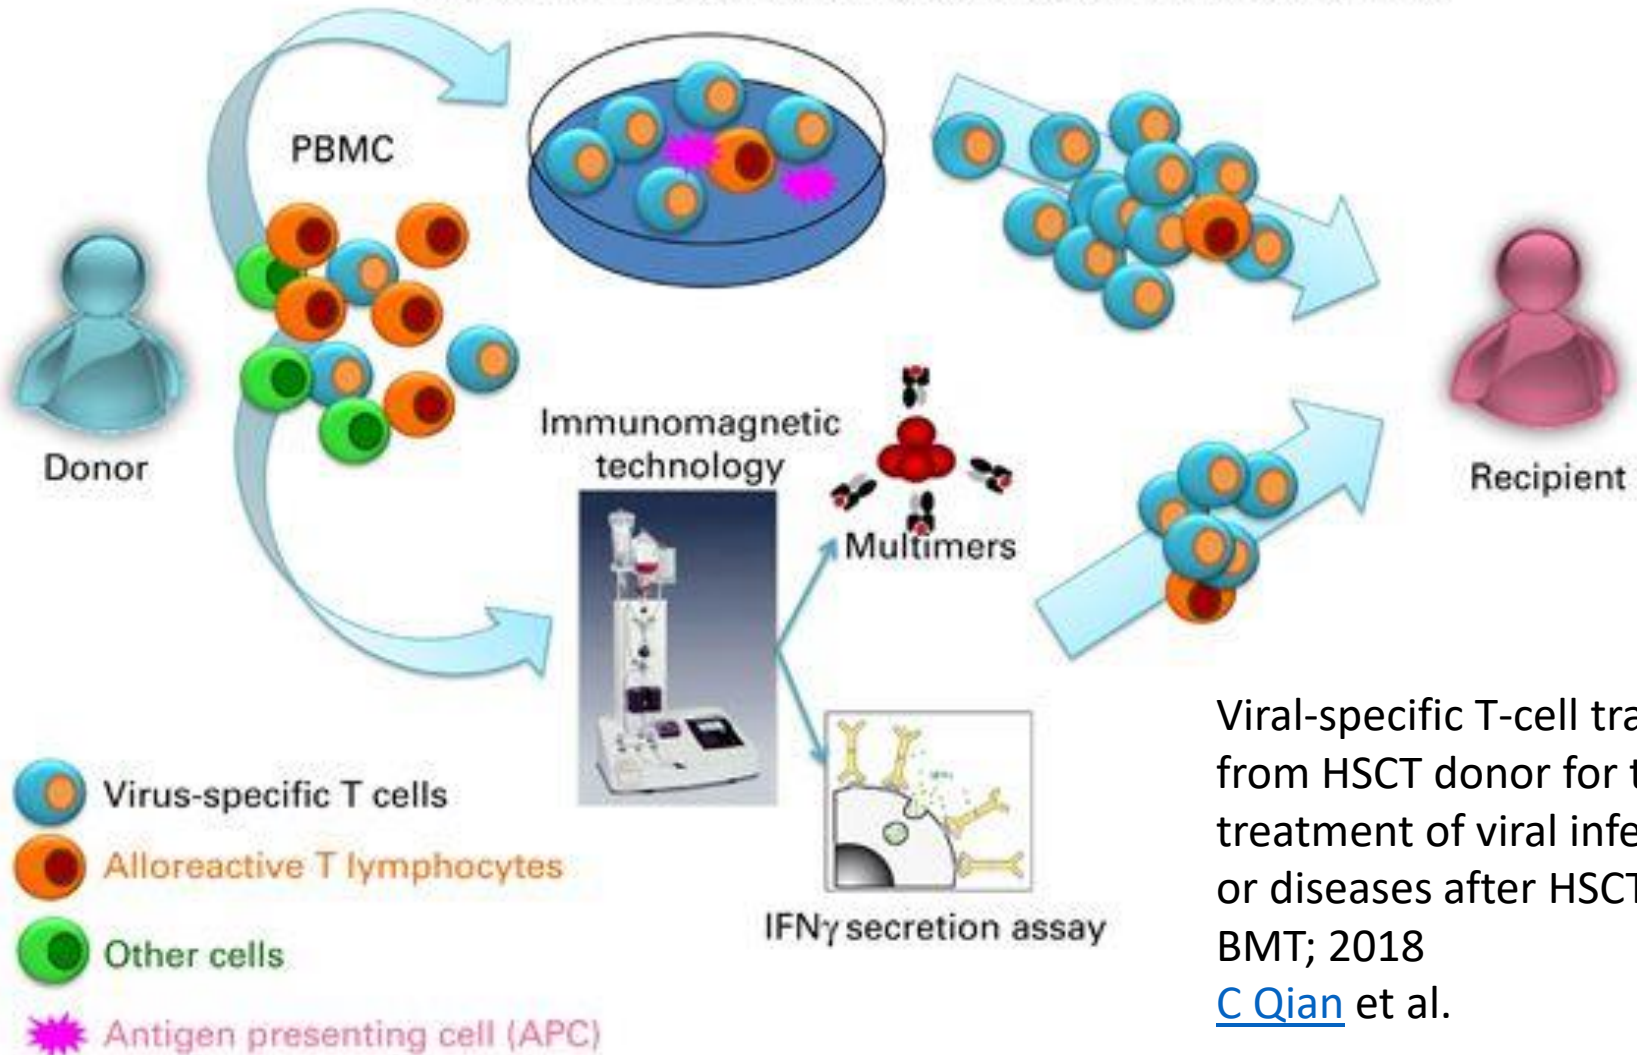 PBMC
Donor
Immunomagnetic
technology
Multimers
Recipient
IFNγ secretion assay
Virus-specific T cells
Alloreactive T lymphocytes
Other cells
Antigen presenting cell (APC)
Viral-specific T-cell
from HSCT donor for
treatment of viral
or diseases after HSCT
BMT; 2018
C Qian et al.